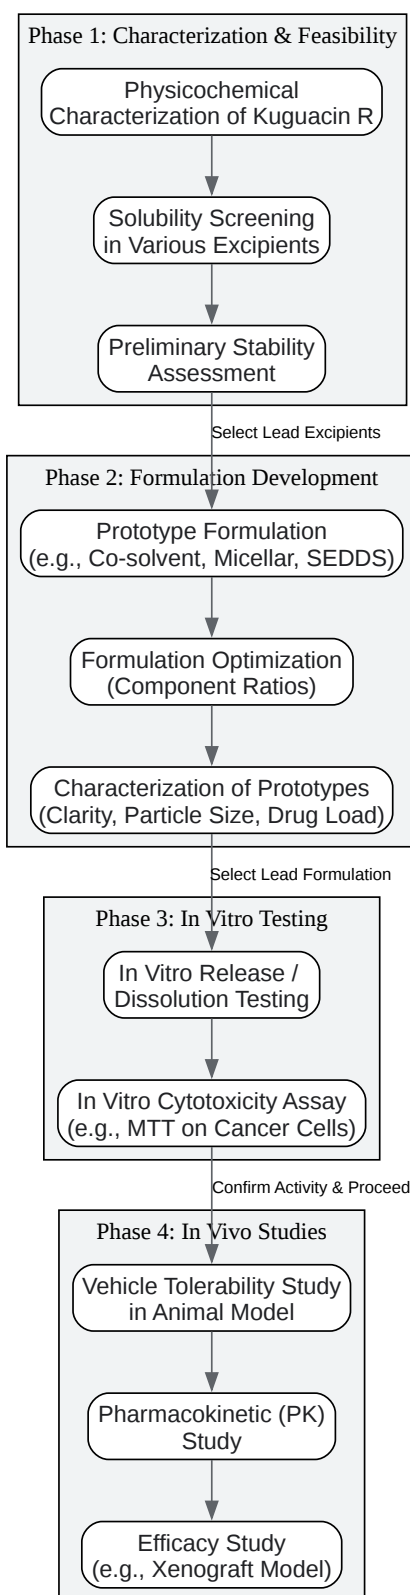 Phase 1: Characterization & Feasibility
Physicochemical
Characterization of Kuguacin R
Solubility Screening
in Various Excipients
Preliminary Stability
Assessment
Select Lead Excipients
Phase 2: Formulation Development
Prototype Formulation
(e.g., Co-solvent, Micellar, SEDDS)
Formulation Optimization
(Component Ratios)
Characterization of Prototypes
(Clarity, Particle Size, Drug Load)
Select Lead Formulation
Phase 3: In Vitro Testing
In Vitro Release /
Dissolution Testing
In Vitro Cytotoxicity Assay
(e.g., MTT on Cancer Cells)
Confirm Activity & Proceed
Phase 4: In Vivo Studies
Vehicle Tolerability Study
in Animal Model
Pharmacokinetic (PK)
Study
Efficacy Study
(e.g., Xenograft Model)